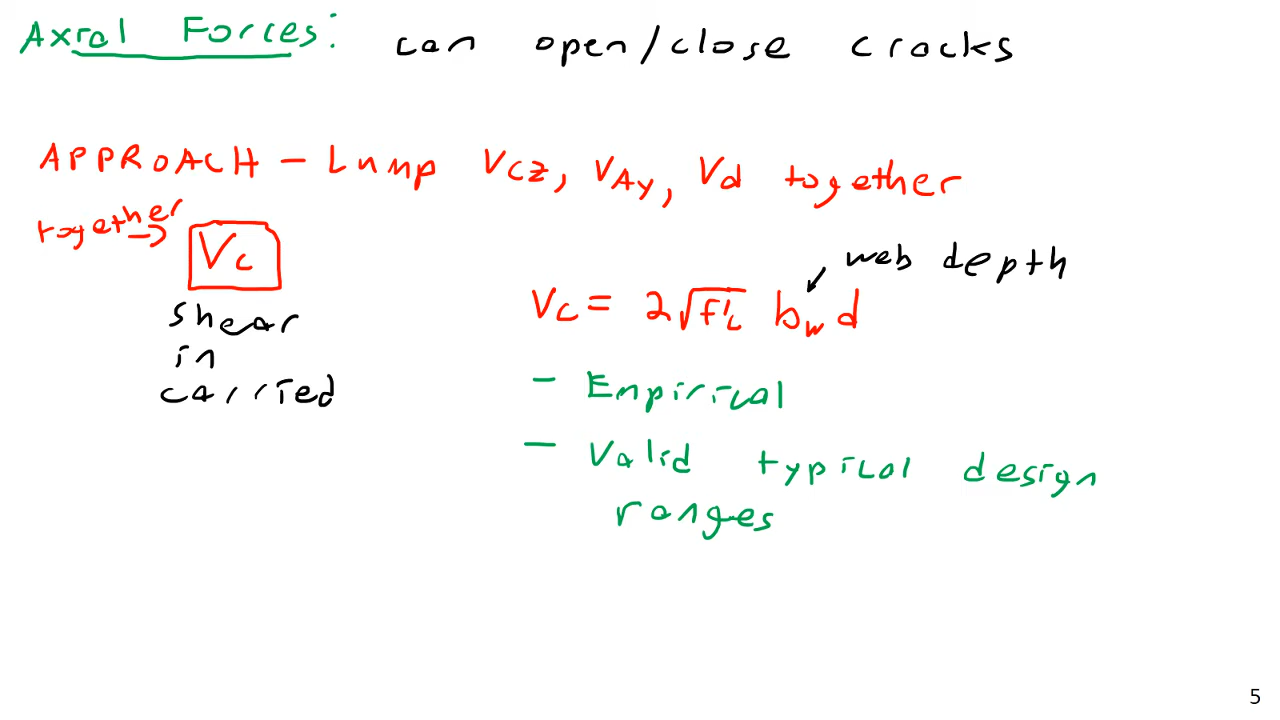 Axial Forces: can open/close cracks
APPROACH - Lump Vcz, VAy, Vd together
together →
Vc
shear
in
carried
web depth
Vc = 2√f'c bw d
- Empirical
- Valid typical design
ranges
5